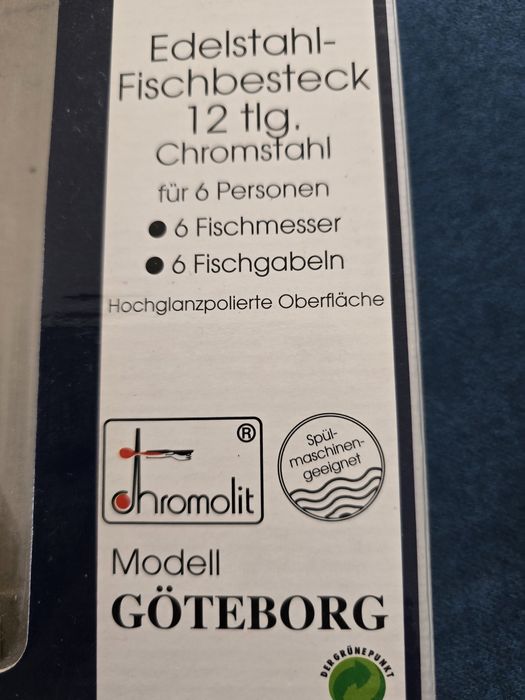 Edelstahl-
Fischbesteck
12 tlg.
Chromstahl
für 6 Personen
● 6 Fischmesser
● 6 Fischgabeln
Hochglanzpolierte Oberfläche
®
chromolit
Spül-
maschinen-
geeignet
Modell
GÖTEBORG
DER GRÜNE PUNKT